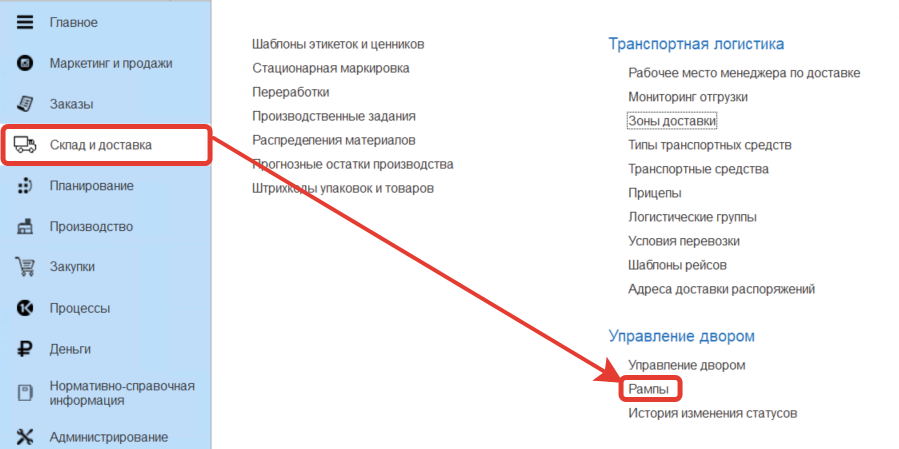 Главное
Маркетинг и продажи
Заказы
Склад и доставка
Планирование
Производство
Закупки
Процессы
Деньги
Нормативно-справочная
информация
Администрирование
Шаблоны этикеток и ценников
Стационарная маркировка
Переработки
Производственные задания
Распределения материалов
Прогнозные остатки производства
Штрихкоды упаковок и товаров
Транспортная логистика
Рабочее место менеджера по доставке
Мониторинг отгрузки
Зоны доставки
Типы транспортных средств
Транспортные средства
Прицепы
Логистические группы
Условия перевозки
Шаблоны рейсов
Адреса доставки распоряжений
Управление двором
Управление двором
Рампы
История изменения статусов